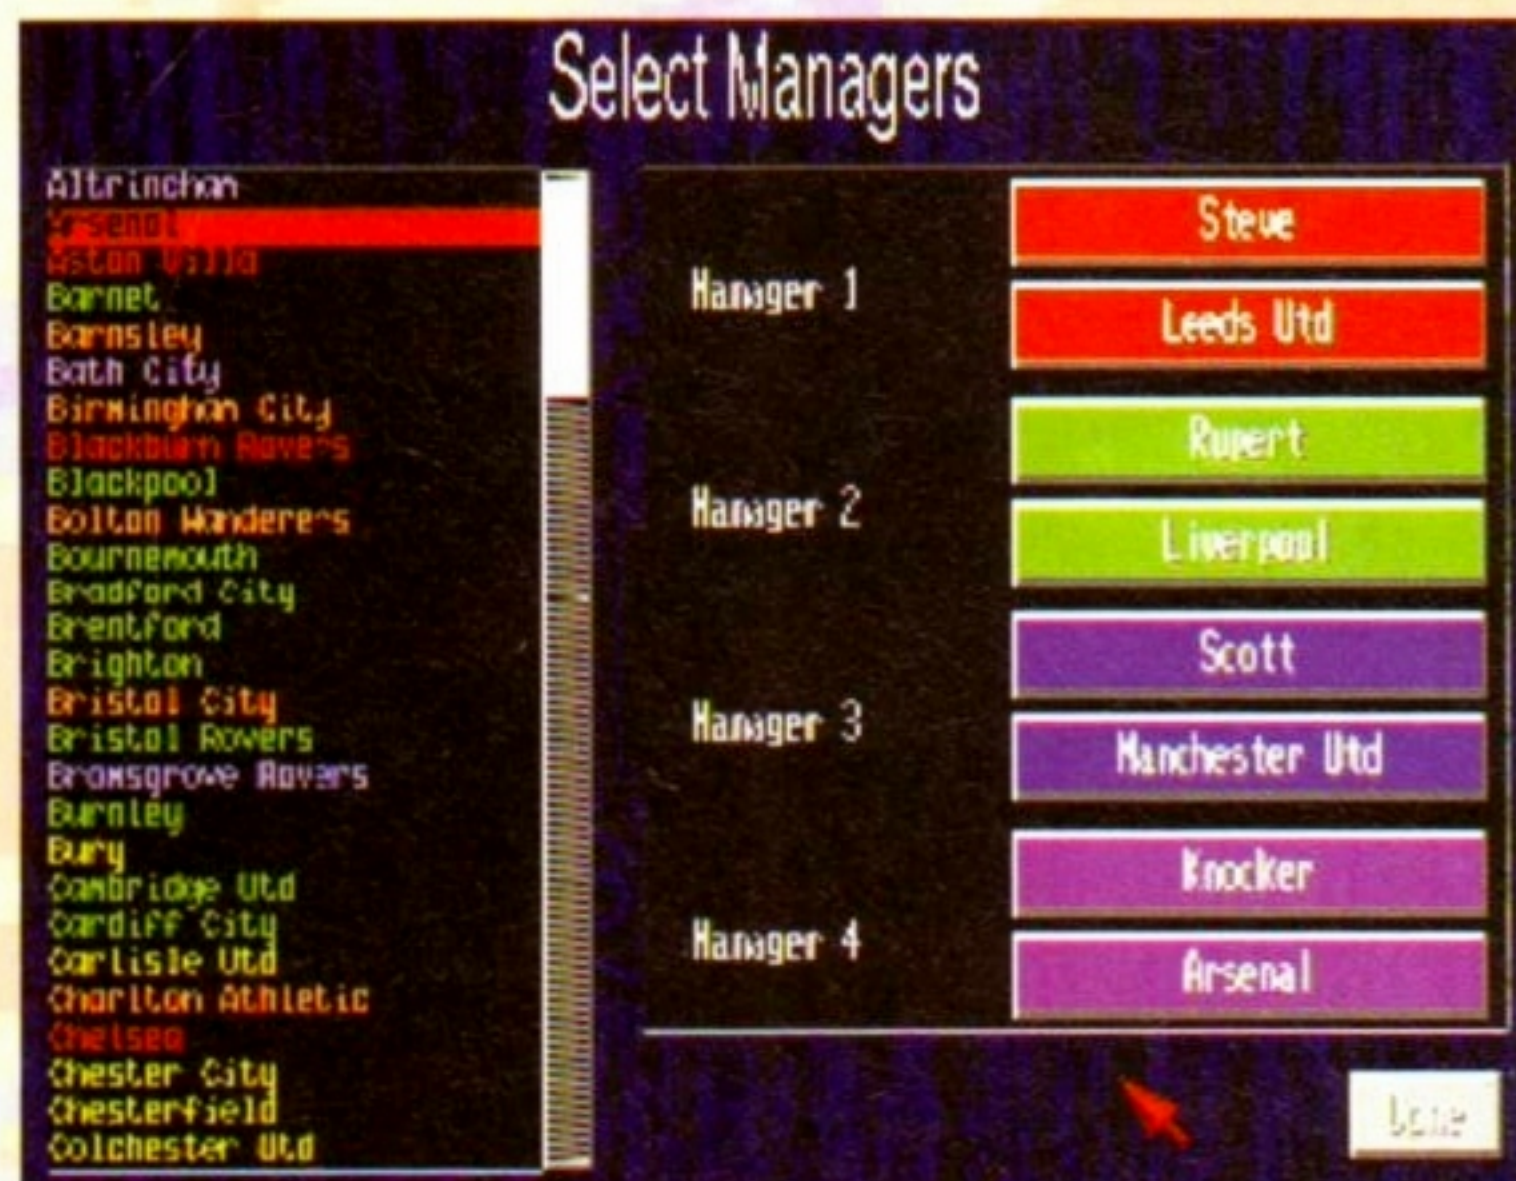 Select Managers
Altrincham
Arsenal
Aston Villa
Barnet
Barnsley
Bath City
Birmingham City
Blackburn Rovers
Blackpool
Bolton Wanderers
Bournemouth
Bradford City
Brentford
Brighton
Bristol City
Bristol Rovers
Bromsgrove Rovers
Burnley
Bury
Cambridge Utd
Cardiff City
Carlisle Utd
Charlton Athletic
Chelsea
Chester City
Chesterfield
Colchester Utd
Manager 1
Steve
Leeds Utd
Manager 2
Rupert
Liverpool
Manager 3
Scott
Manchester Utd
Manager 4
Knocker
Arsenal
Done